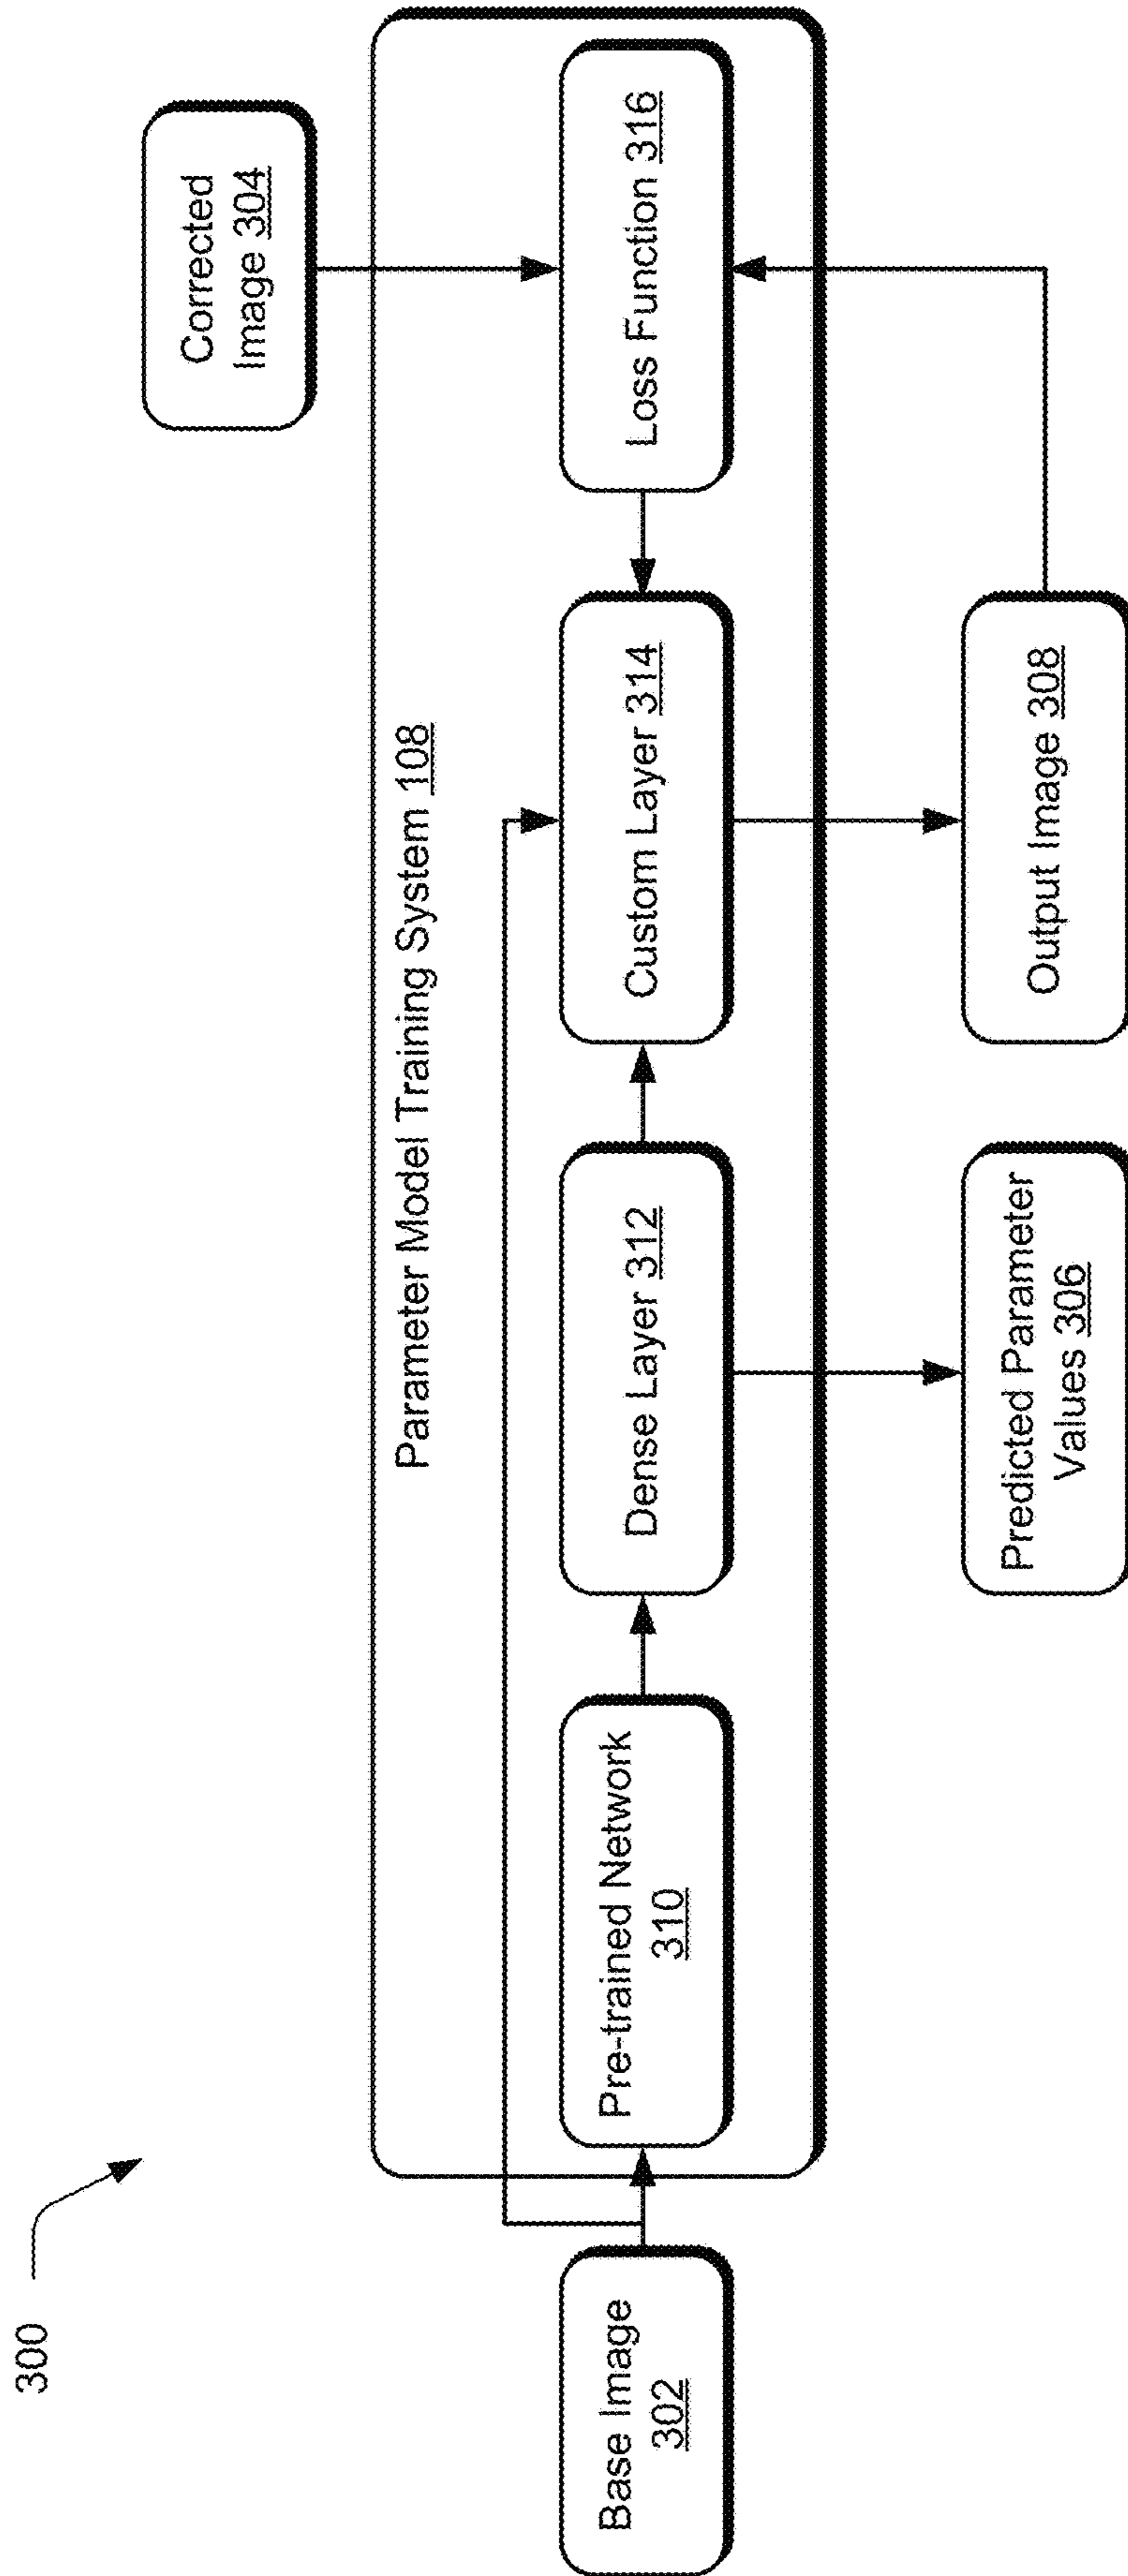 300
Corrected
Image 304
Parameter Model Training System 108
Base Image
302
Pre-trained Network
310
Dense Layer 312
Custom Layer 314
Loss Function 316
Predicted Parameter
Values 306
Output Image 308